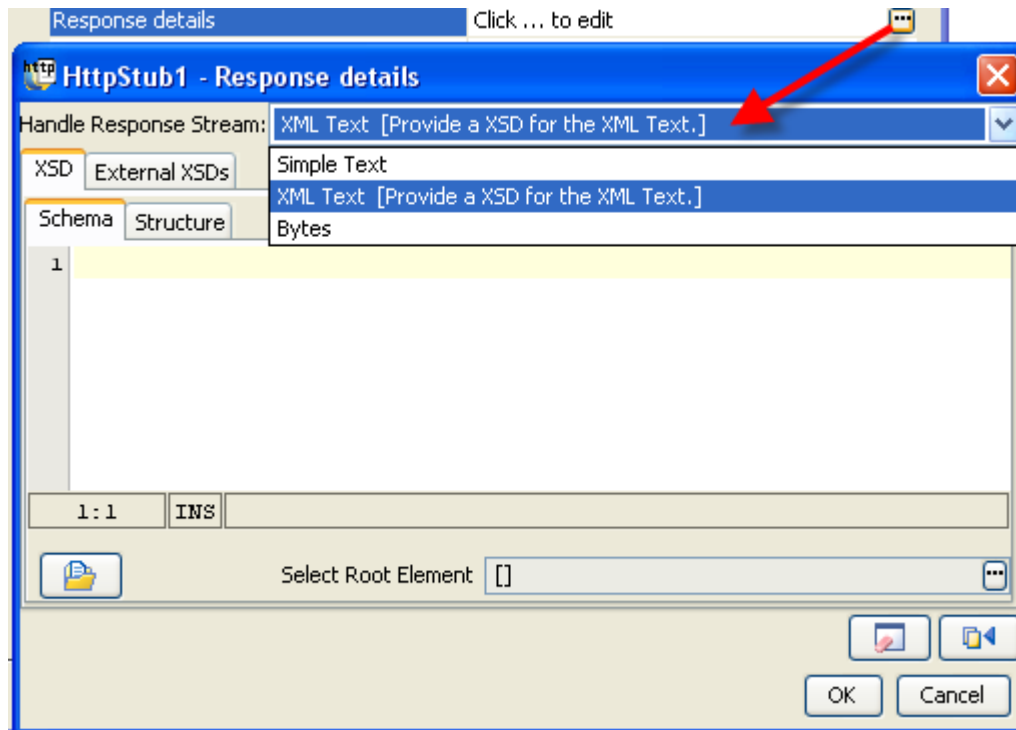 Response details Click ... to edit
http HttpStub1 - Response details
Handle Response Stream: XML Text [Provide a XSD for the XML Text.]
Simple Text
XML Text [Provide a XSD for the XML Text.]
Bytes
XSD External XSDs
Schema Structure
1
1:1 INS
Select Root Element []
OK Cancel